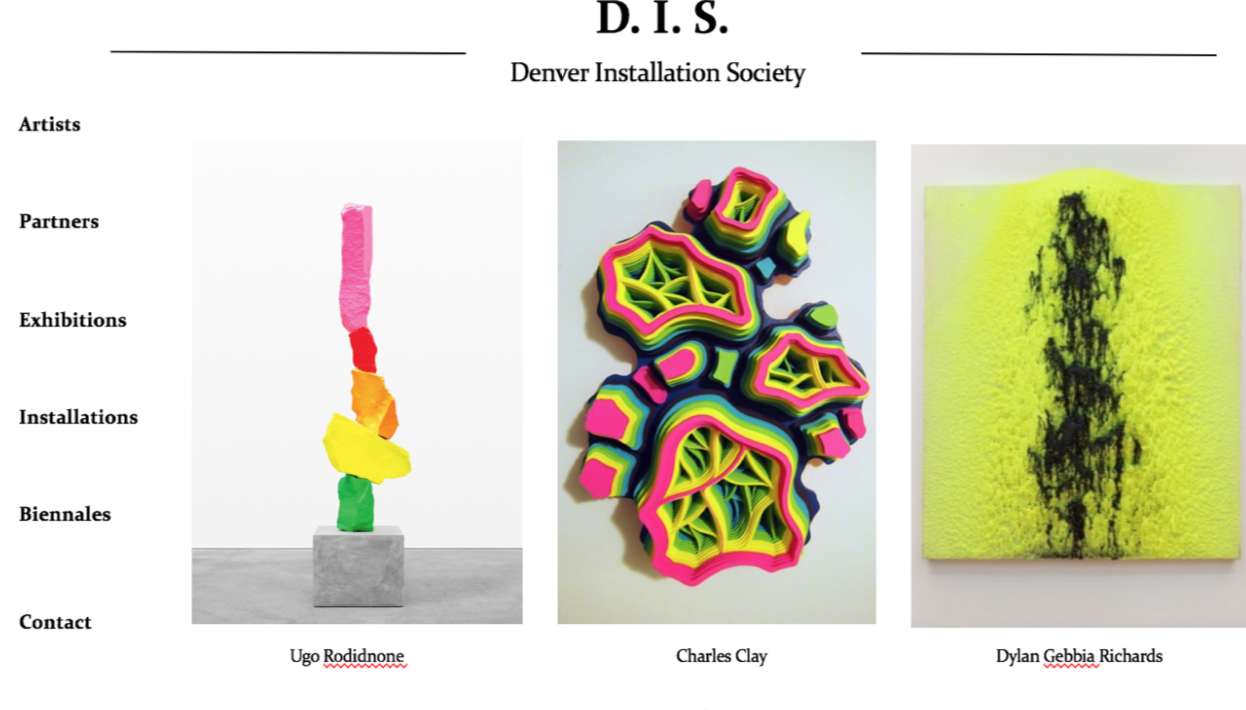 D. I. S.
Denver Installation Society
Artists
Partners
Exhibitions
Installations
Biennales
Contact
Ugo Rodidnone
Charles Clay
Dylan Gebbia Richards